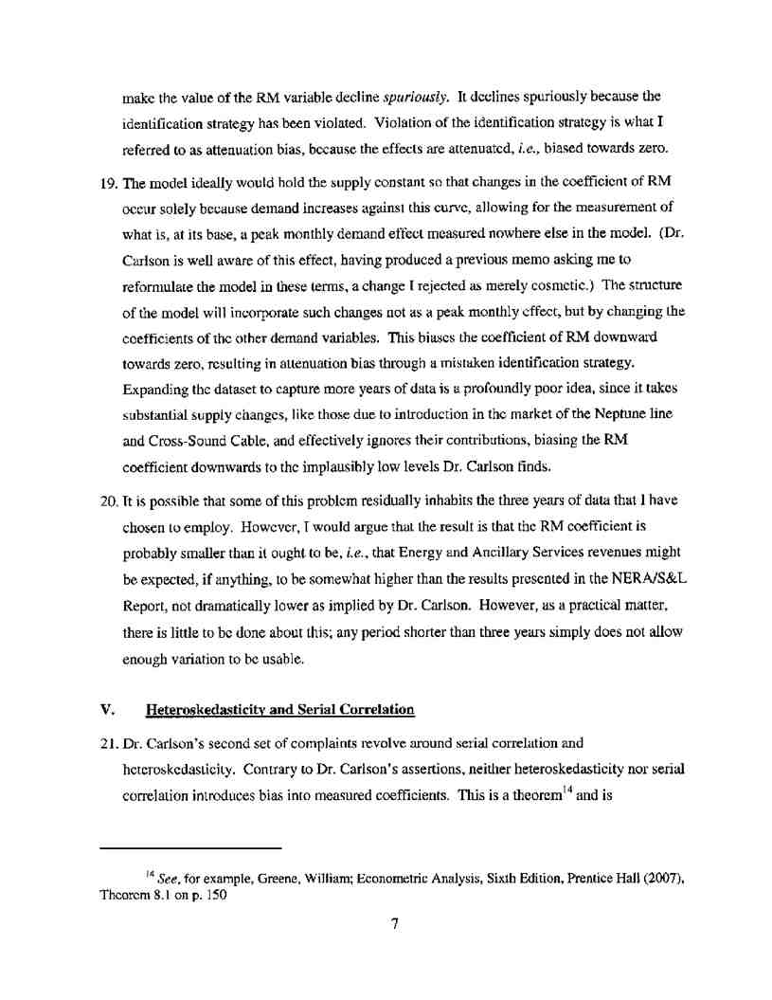 make the value of the RM variable decline spuriously. It declines spuriously because the
identification strategy has been violated. Violation of the identification strategy is what I
referred to as attenuation bias, because the effects are attenuated, i.e., biased towards zero.
19. The model ideally would hold the supply constant so that changes in the coefficient of RM
occur solely because demand increases against this curve, allowing for the measurement of
what is, at its base, a peak monthly demand effect measured nowhere else in the model. (Dr.
Carlson is well aware of this effect, having produced a previous memo asking me to
reformulate the model in these terms, a change I rejected as merely cosmetic.) The structure
of the model will incorporate such changes not as a peak monthly effect, but by changing the
coefficients of the other demand variables. This biases the coefficient of RM downward
towards zero, resulting in attenuation bias through a mistaken identification strategy.
Expanding the dataset to capture more years of data is a profoundly poor idea, since it takes
substantial supply changes, like those due to introduction in the market of the Neptune line
and Cross-Sound Cable, and effectively ignores their contributions, biasing the RM
coefficient downwards to the implausibly low levels Dr. Carlson finds.
20. It is possible that some of this problem residually inhabits the three years of data that I have
chosen to employ. However, I would argue that the result is that the RM coefficient is
probably smaller than it ought to be, i.e., that Energy and Ancillary Services revenues might
be expected, if anything, to be somewhat higher than the results presented in the NERA/S&L
Report, not dramatically lower as implied by Dr. Carlson. However, as a practical matter,
there is little to be done about this; any period shorter than three years simply does not allow
enough variation to be usable.
V. Heteroskedasticity and Serial Correlation
21. Dr. Carlson's second set of complaints revolve around serial correlation and
heteroskedasticity. Contrary to Dr. Carlson's assertions, neither heteroskedasticity nor serial
correlation introduces bias into measured coefficients. This is a theorem14 and is
14 See, for example, Greene, William; Econometric Analysis, Sixth Edition, Prentice Hall (2007),
Theorem 8.1 on p. 150
7